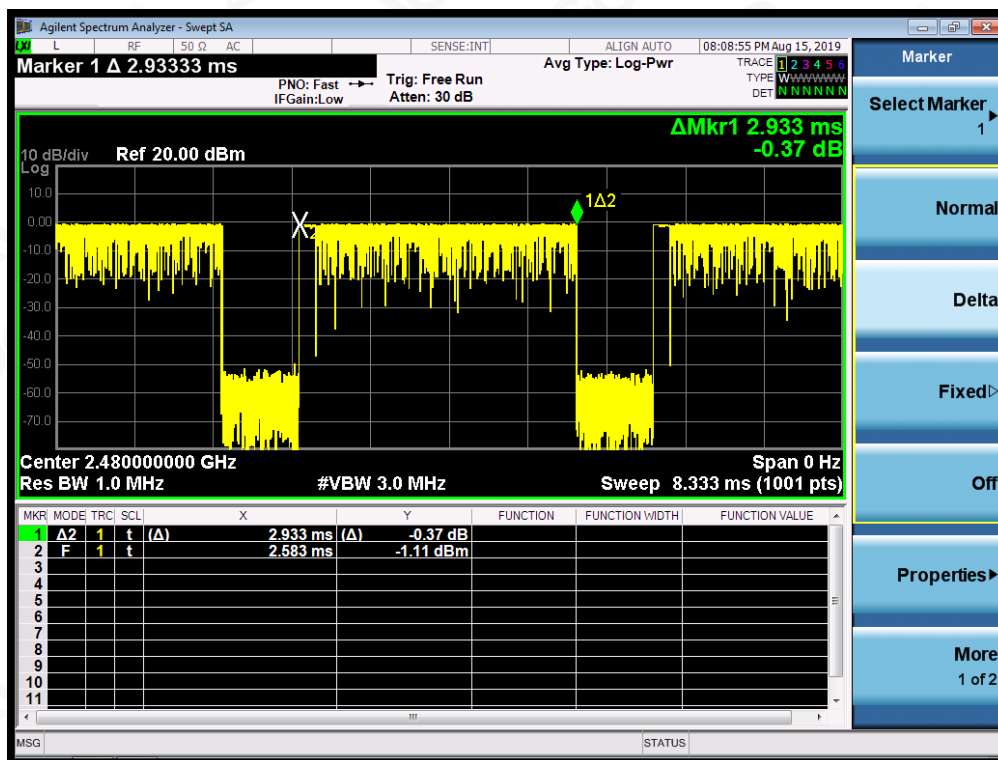 Agilent Spectrum Analyzer - Swept SA
LXI L RF 50 Ω AC SENSE:INT ALIGN AUTO 08:08:55 PM Aug 15, 2019
Marker 1 Δ 2.93333 ms
PNO: Fast
IFGain:Low
Trig: Free Run
Atten: 30 dB
Avg Type: Log-Pwr
TRACE 1 2 3 4 5 6
TYPE WWWWWWW
DET N N N N N N
ΔMkr1 2.933 ms
-0.37 dB
10 dB/div Ref 20.00 dBm
Log
10.0
0.00
-10.0
-20.0
-30.0
-40.0
-50.0
-60.0
-70.0
1Δ2
2
Center 2.480000000 GHz Span 0 Hz
Res BW 1.0 MHz #VBW 3.0 MHz Sweep 8.333 ms (1001 pts)
MKR MODE TRC SCL X Y FUNCTION FUNCTION WIDTH FUNCTION VALUE
1 Δ2 1 t (Δ) 2.933 ms (Δ) -0.37 dB
2 F 1 t 2.583 ms -1.11 dBm
3
4
5
6
7
8
9
10
11
MSG STATUS
Marker
Select Marker
1
Normal
Delta
Fixed
Off
Properties
More
1 of 2